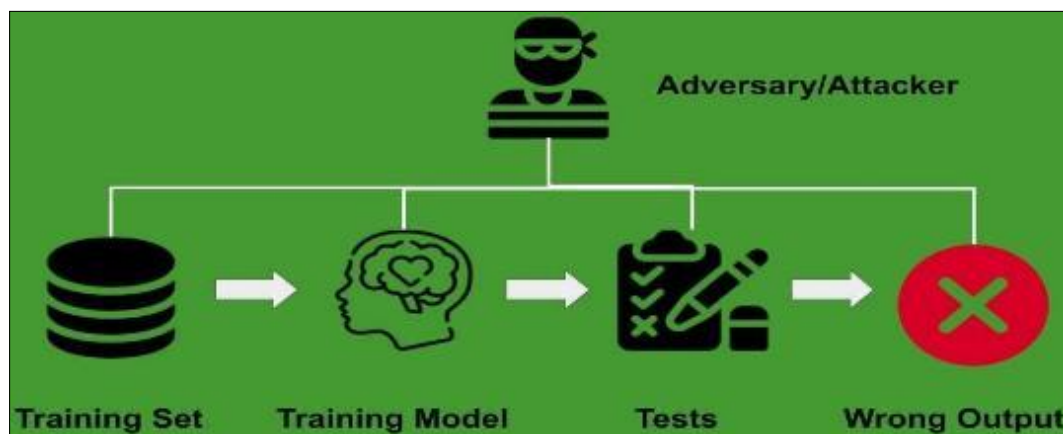 Adversary/Attacker
Training Set
Training Model
Tests
Wrong Output